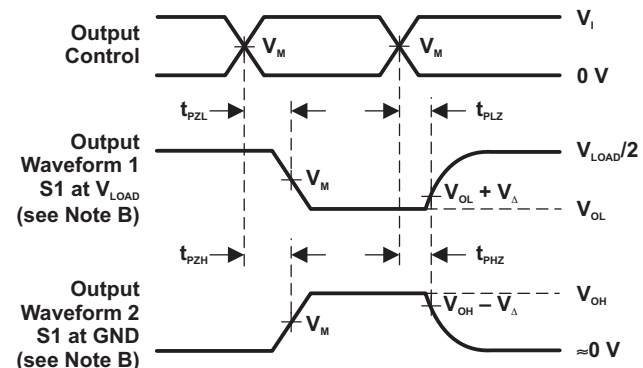 Output
Control
V_M
V_M
V_I
0 V
t_PZL
t_PLZ
Output
Waveform 1
S1 at V_LOAD
(see Note B)
V_M
V_OL + V_Δ
V_LOAD/2
V_OL
t_PZH
t_PHZ
Output
Waveform 2
S1 at GND
(see Note B)
V_M
V_OH – V_Δ
V_OH
≈0 V